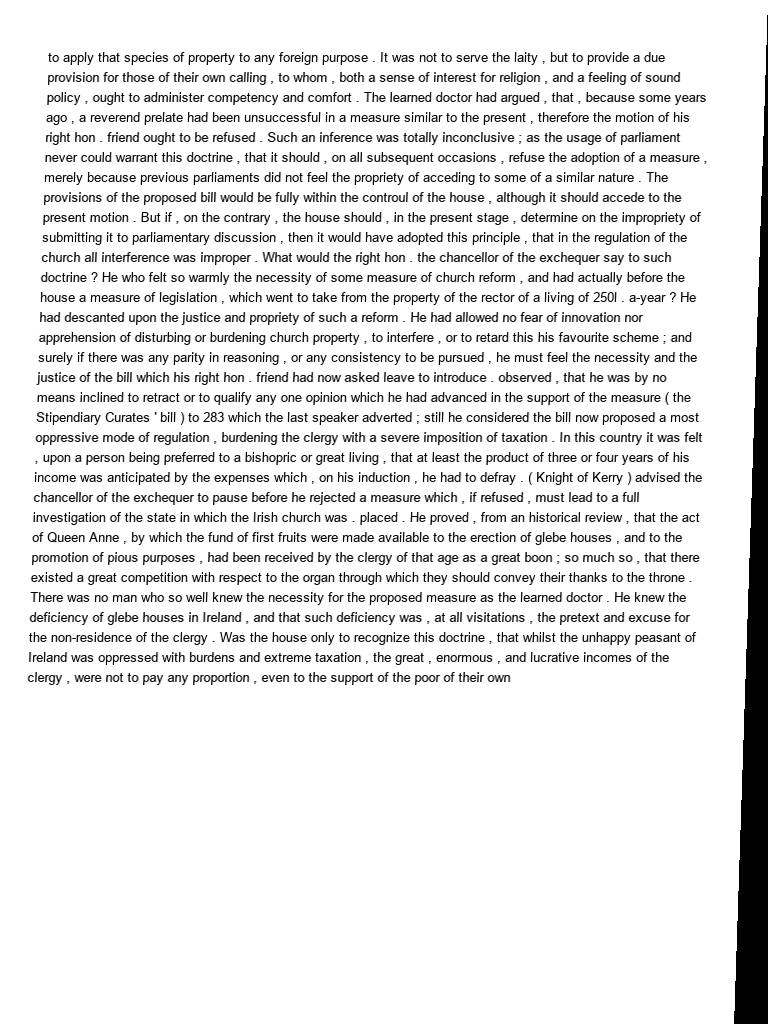 to apply that species of property to any foreign purpose . It was not to serve the laity , but to provide a due
provision for those of their own calling , to whom , both a sense of interest for religion , and a feeling of sound
policy , ought to administer competency and comfort . The learned doctor had argued , that , because some years
ago , a reverend prelate had been unsuccessful in a measure similar to the present , therefore the motion of his
right hon . friend ought to be refused . Such an inference was totally inconclusive ; as the usage of parliament
never could warrant this doctrine , that it should , on all subsequent occasions , refuse the adoption of a measure ,
merely because previous parliaments did not feel the propriety of acceding to some of a similar nature . The
provisions of the proposed bill would be fully within the controul of the house , although it should accede to the
present motion . But if , on the contrary , the house should , in the present stage , determine on the impropriety of
submitting it to parliamentary discussion , then it would have adopted this principle , that in the regulation of the
church all interference was improper . What would the right hon . the chancellor of the exchequer say to such
doctrine ? He who felt so warmly the necessity of some measure of church reform , and had actually before the
house a measure of legislation , which went to take from the property of the rector of a living of 250l . a-year ? He
had descanted upon the justice and propriety of such a reform . He had allowed no fear of innovation nor
apprehension of disturbing or burdening church property , to interfere , or to retard this his favourite scheme ; and
surely if there was any parity in reasoning , or any consistency to be pursued , he must feel the necessity and the
justice of the bill which his right hon . friend had now asked leave to introduce . observed , that he was by no
means inclined to retract or to qualify any one opinion which he had advanced in the support of the measure ( the
Stipendiary Curates ' bill ) to 283 which the last speaker adverted ; still he considered the bill now proposed a most
oppressive mode of regulation , burdening the clergy with a severe imposition of taxation . In this country it was felt
, upon a person being preferred to a bishopric or great living , that at least the product of three or four years of his
income was anticipated by the expenses which , on his induction , he had to defray . ( Knight of Kerry ) advised the
chancellor of the exchequer to pause before he rejected a measure which , if refused , must lead to a full
investigation of the state in which the Irish church was . placed . He proved , from an historical review , that the act
of Queen Anne , by which the fund of first fruits were made available to the erection of glebe houses , and to the
promotion of pious purposes , had been received by the clergy of that age as a great boon ; so much so , that there
existed a great competition with respect to the organ through which they should convey their thanks to the throne .
There was no man who so well knew the necessity for the proposed measure as the learned doctor . He knew the
deficiency of glebe houses in Ireland , and that such deficiency was , at all visitations , the pretext and excuse for
the non-residence of the clergy . Was the house only to recognize this doctrine , that whilst the unhappy peasant of
Ireland was oppressed with burdens and extreme taxation , the great , enormous , and lucrative incomes of the
clergy , were not to pay any proportion , even to the support of the poor of their own